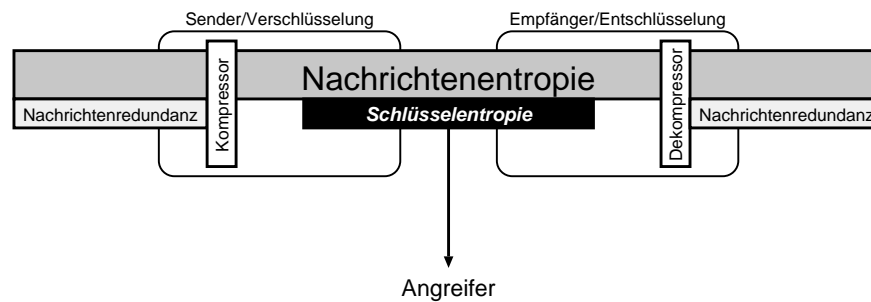 Sender/Verschlüsselung
Empfänger/Entschlüsselung
Nachrichtenentropie
Nachrichtenredundanz
Kompressor
Schlüsselentropie
Dekompressor
Nachrichtenredundanz
Angreifer